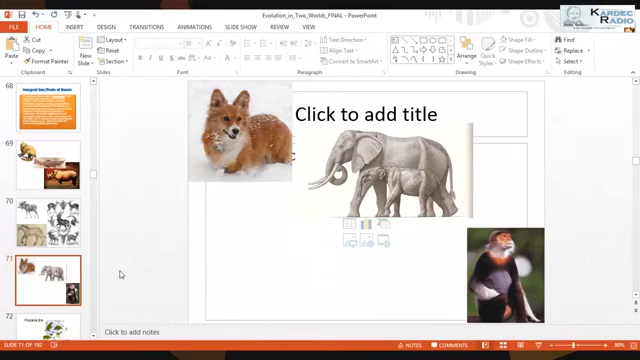 Evolution_in_Two_Worlds_FINAL - PowerPoint
KARDEC
RADIO
FILE
HOME
INSERT
DESIGN
TRANSITIONS
ANIMATIONS
SLIDE SHOW
REVIEW
VIEW
Paste
Cut
Copy
Format Painter
Clipboard
New
Slide
Layout
Reset
Section
Slides
Font
Text Direction
Align Text
Convert to SmartArt
Paragraph
Arrange
Quick
Styles
Shape Fill
Shape Outline
Shape Effects
Drawing
Find
Replace
Select
Editing
68
69
70
71
72
Click to add title
Click to add notes
SLIDE 71 OF 182
NOTES
COMMENTS
80%